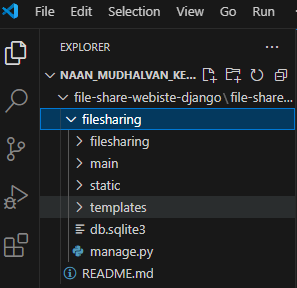 File Edit Selection View Go Run
EXPLORER ...
NAAN_MUDHALVAN_KE...
file-share-webiste-django \ file-share...
filesharing
filesharing
main
static
templates
db.sqlite3
manage.py
README.md